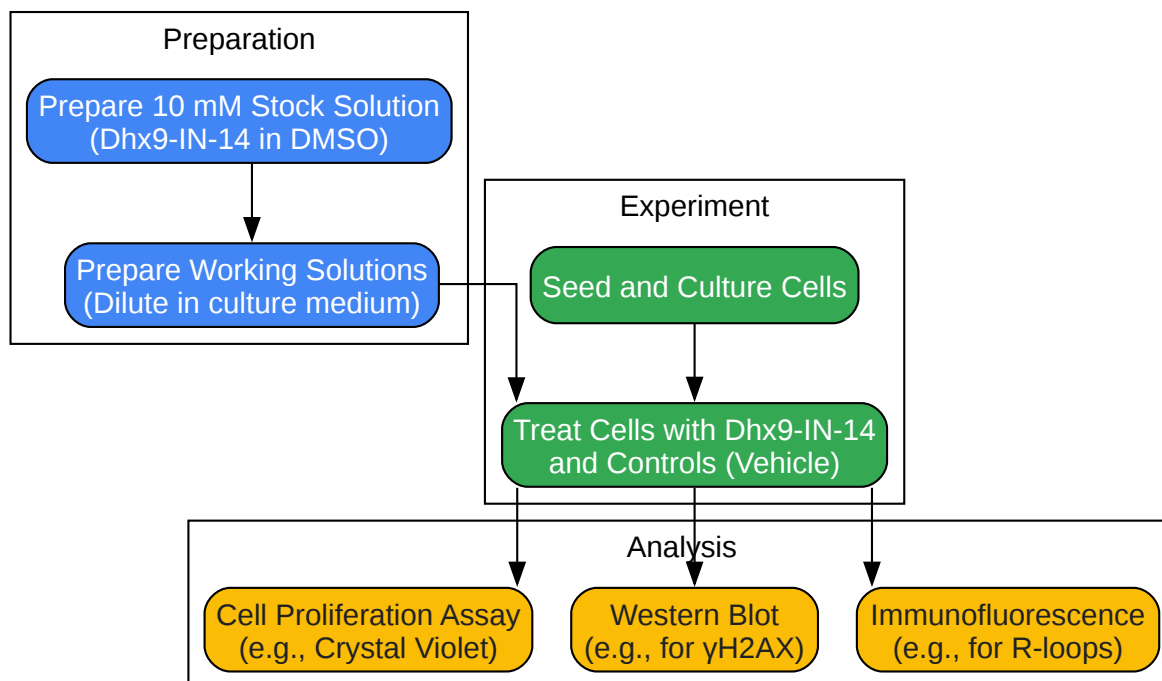 Preparation
Prepare 10 mM Stock Solution
(Dhx9-IN-14 in DMSO)
Prepare Working Solutions
(Dilute in culture medium)
Experiment
Seed and Culture Cells
Treat Cells with Dhx9-IN-14
and Controls (Vehicle)
Analysis
Cell Proliferation Assay
(e.g., Crystal Violet)
Western Blot
(e.g., for γH2AX)
Immunofluorescence
(e.g., for R-loops)